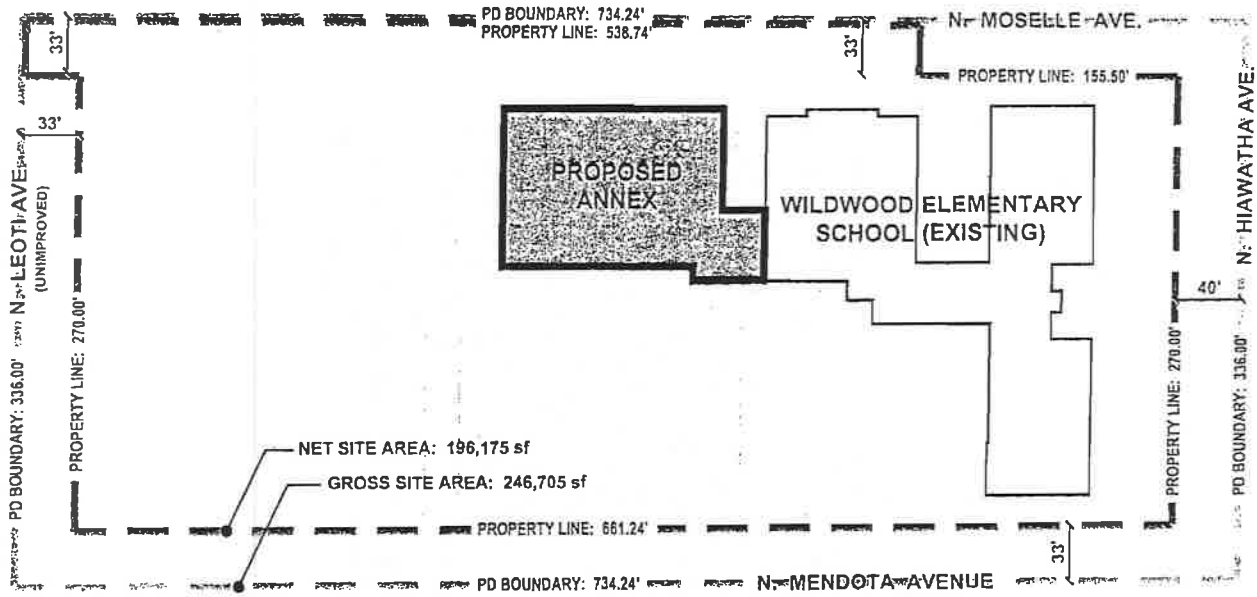 PD BOUNDARY: 734.24'
PROPERTY LINE: 538.74'
N. MOSELLE AVE.
33'
33'
PROPERTY LINE: 155.50'
33'
N. LEOTI AVE
(UNIMPROVED)
PD BOUNDARY: 336.00'
PROPERTY LINE: 270.00'
PROPOSED
ANNEX
WILDWOOD ELEMENTARY
SCHOOL (EXISTING)
N. HIAWATHA AVE.
40'
PROPERTY LINE: 270.00'
PD BOUNDARY: 336.00'
NET SITE AREA: 196,175 sf
GROSS SITE AREA: 246,705 sf
PROPERTY LINE: 661.24'
33'
PD BOUNDARY: 734.24'
N. MENDOTA AVENUE